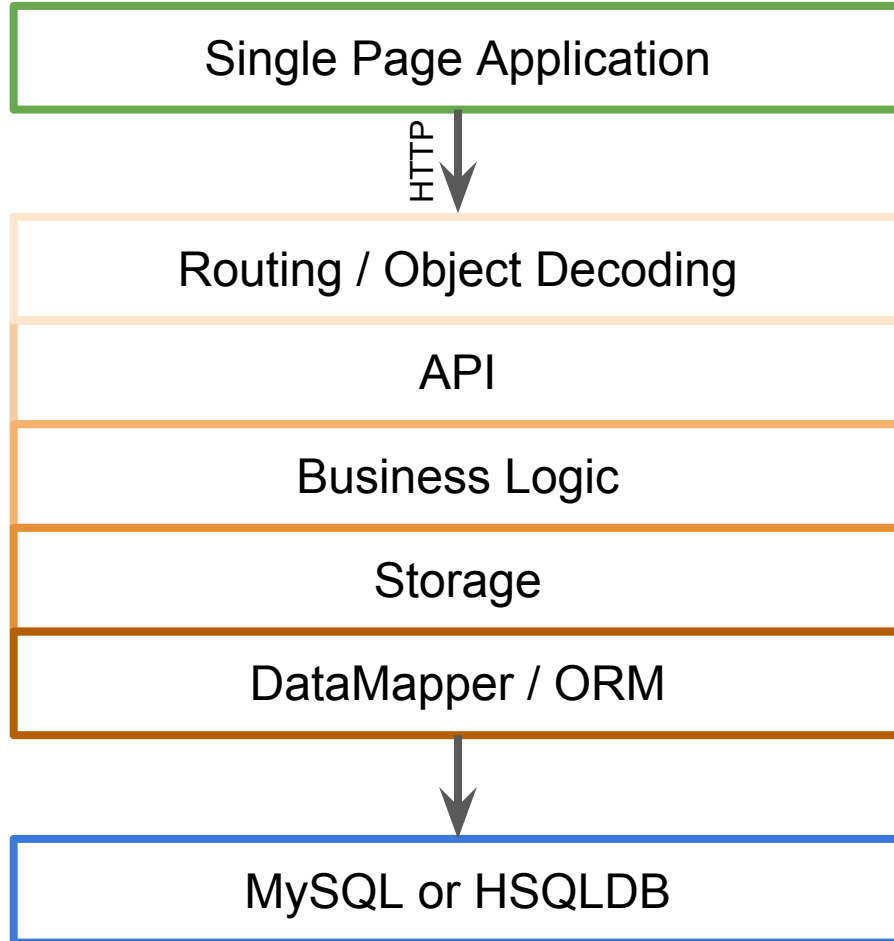 Single Page Application
HTTP
Routing / Object Decoding
API
Business Logic
Storage
DataMapper / ORM
MySQL or HSQLDB